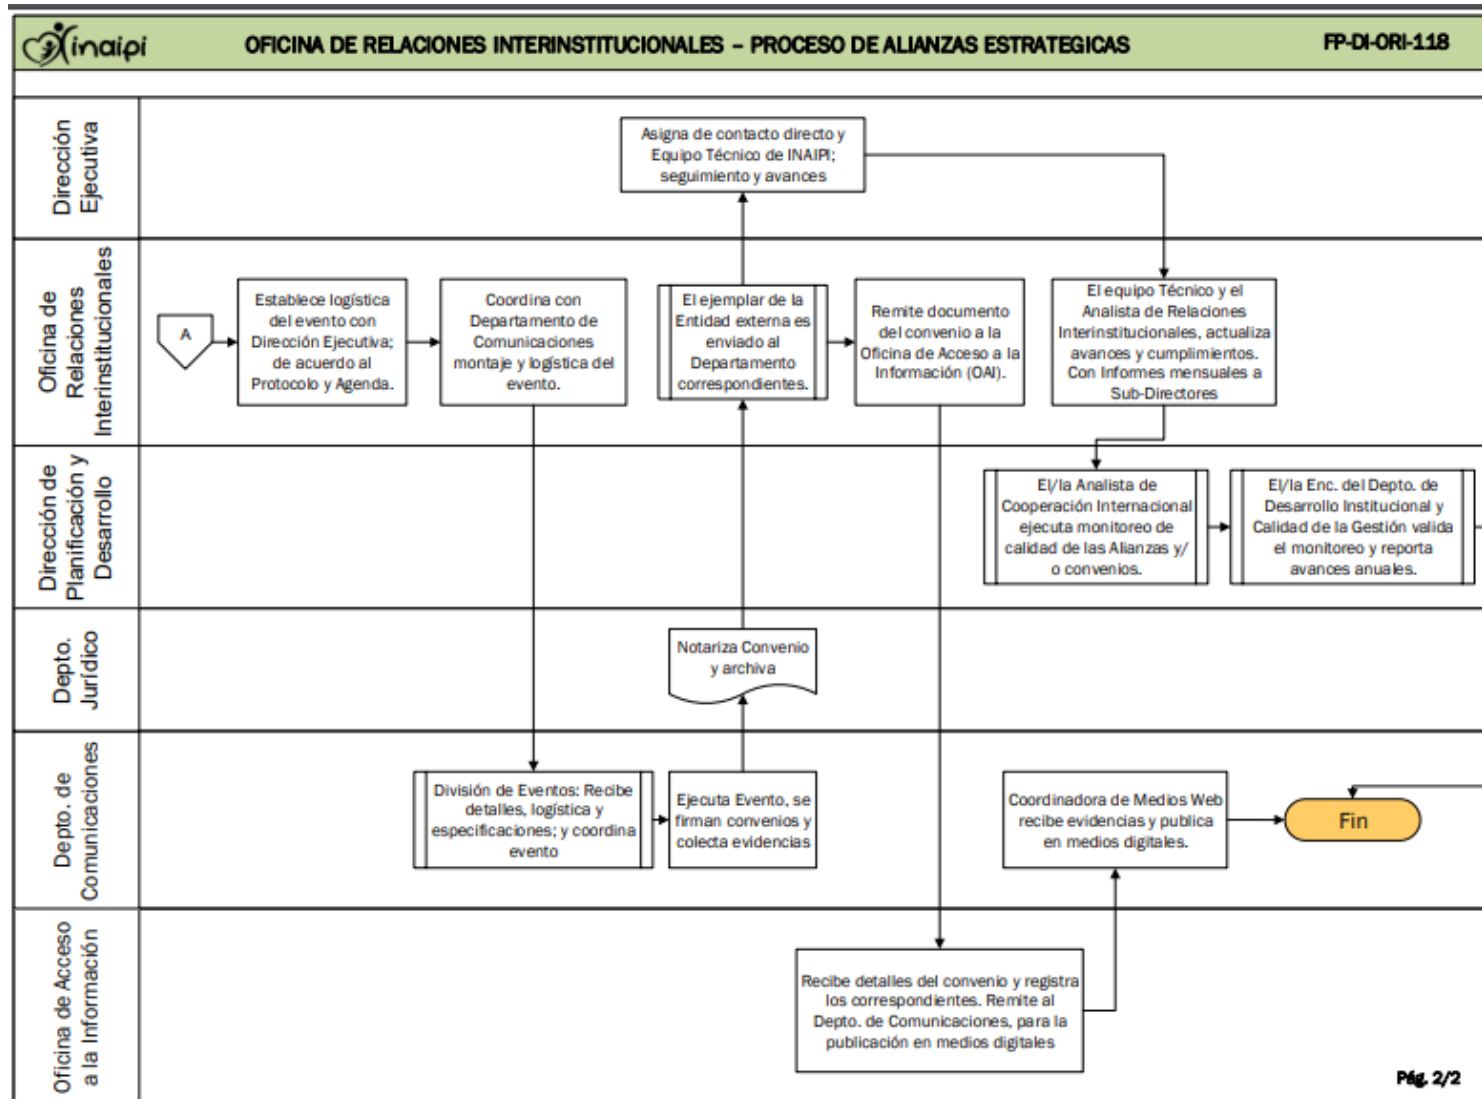 inaipi
OFICINA DE RELACIONES INTERINSTITUCIONALES – PROCESO DE ALIANZAS ESTRATEGICAS
FP-DI-ORI-118
Dirección
Ejecutiva
Asigna de contacto directo y
Equipo Técnico de INAIPI;
seguimiento y avances
Oficina de
Relaciones
Interinstitucionales
A
Establece logística
del evento con
Dirección Ejecutiva;
de acuerdo al
Protocolo y Agenda.
Coordina con
Departamento de
Comunicaciones
montaje y logística del
evento.
El ejemplar de la
Entidad externa es
enviado al
Departamento
correspondientes.
Remite documento
del convenio a la
Oficina de Acceso a la
Información (OAI).
El equipo Técnico y el
Analista de Relaciones
Interinstitucionales, actualiza
avances y cumplimientos.
Con Informes mensuales a
Sub-Directores
Dirección de
Planificación y
Desarrollo
El/la Analista de
Cooperación Internacional
ejecuta monitoreo de
calidad de las Alianzas y/
o convenios.
El/la Enc. del Depto. de
Desarrollo Institucional y
Calidad de la Gestión valida
el monitoreo y reporta
avances anuales.
Depto.
Jurídico
Notariza Convenio
y archiva
Depto. de
Comunicaciones
División de Eventos: Recibe
detalles, logística y
especificaciones; y coordina
evento
Ejecuta Evento, se
firman convenios y
colecta evidencias
Coordinadora de Medios Web
recibe evidencias y publica
en medios digitales.
Fin
Oficina de Acceso
a la Información
Recibe detalles del convenio y registra
los correspondientes. Remite al
Depto. de Comunicaciones, para la
publicación en medios digitales
Pág. 2/2